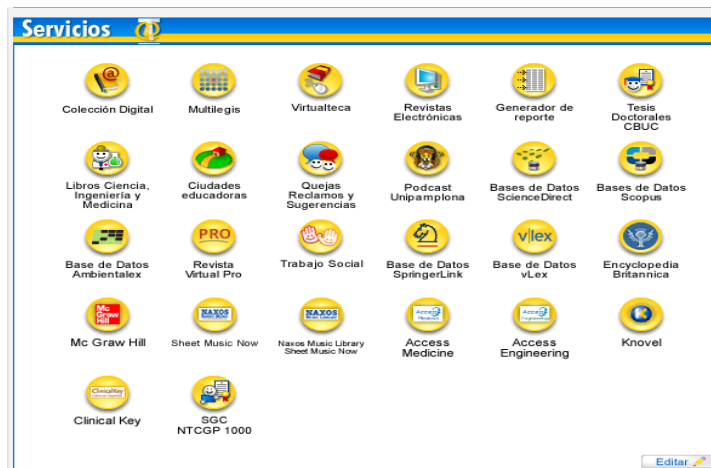 Servicios
Colección Digital
Multilegis
Virtualteca
Revistas
Electrónicas
Generador de
reporte
Tesis
Doctorales
CBUC
Libros Ciencia,
Ingeniería y
Medicina
Ciudades
educadoras
Quejas
Reclamos y
Sugerencias
Podcast
Unipamplona
Bases de Datos
ScienceDirect
Bases de Datos
Scopus
Base de Datos
Ambientalex
PRO
Revista
Virtual Pro
Trabajo Social
Base de Datos
SpringerLink
v|lex
Base de Datos
vLex
Encyclopedia
Britannica
Mc
Graw
Hill
Mc Graw Hill
NAXOS
Sheet Music Now
NAXOS
Naxos Music Library
Sheet Music Now
Access
Medicine
Access
Medicine
Access
Engineering
Access
Engineering
K
Knovel
ClinicalKey
Clinical Key
SGC
NTCGP 1000
Editar